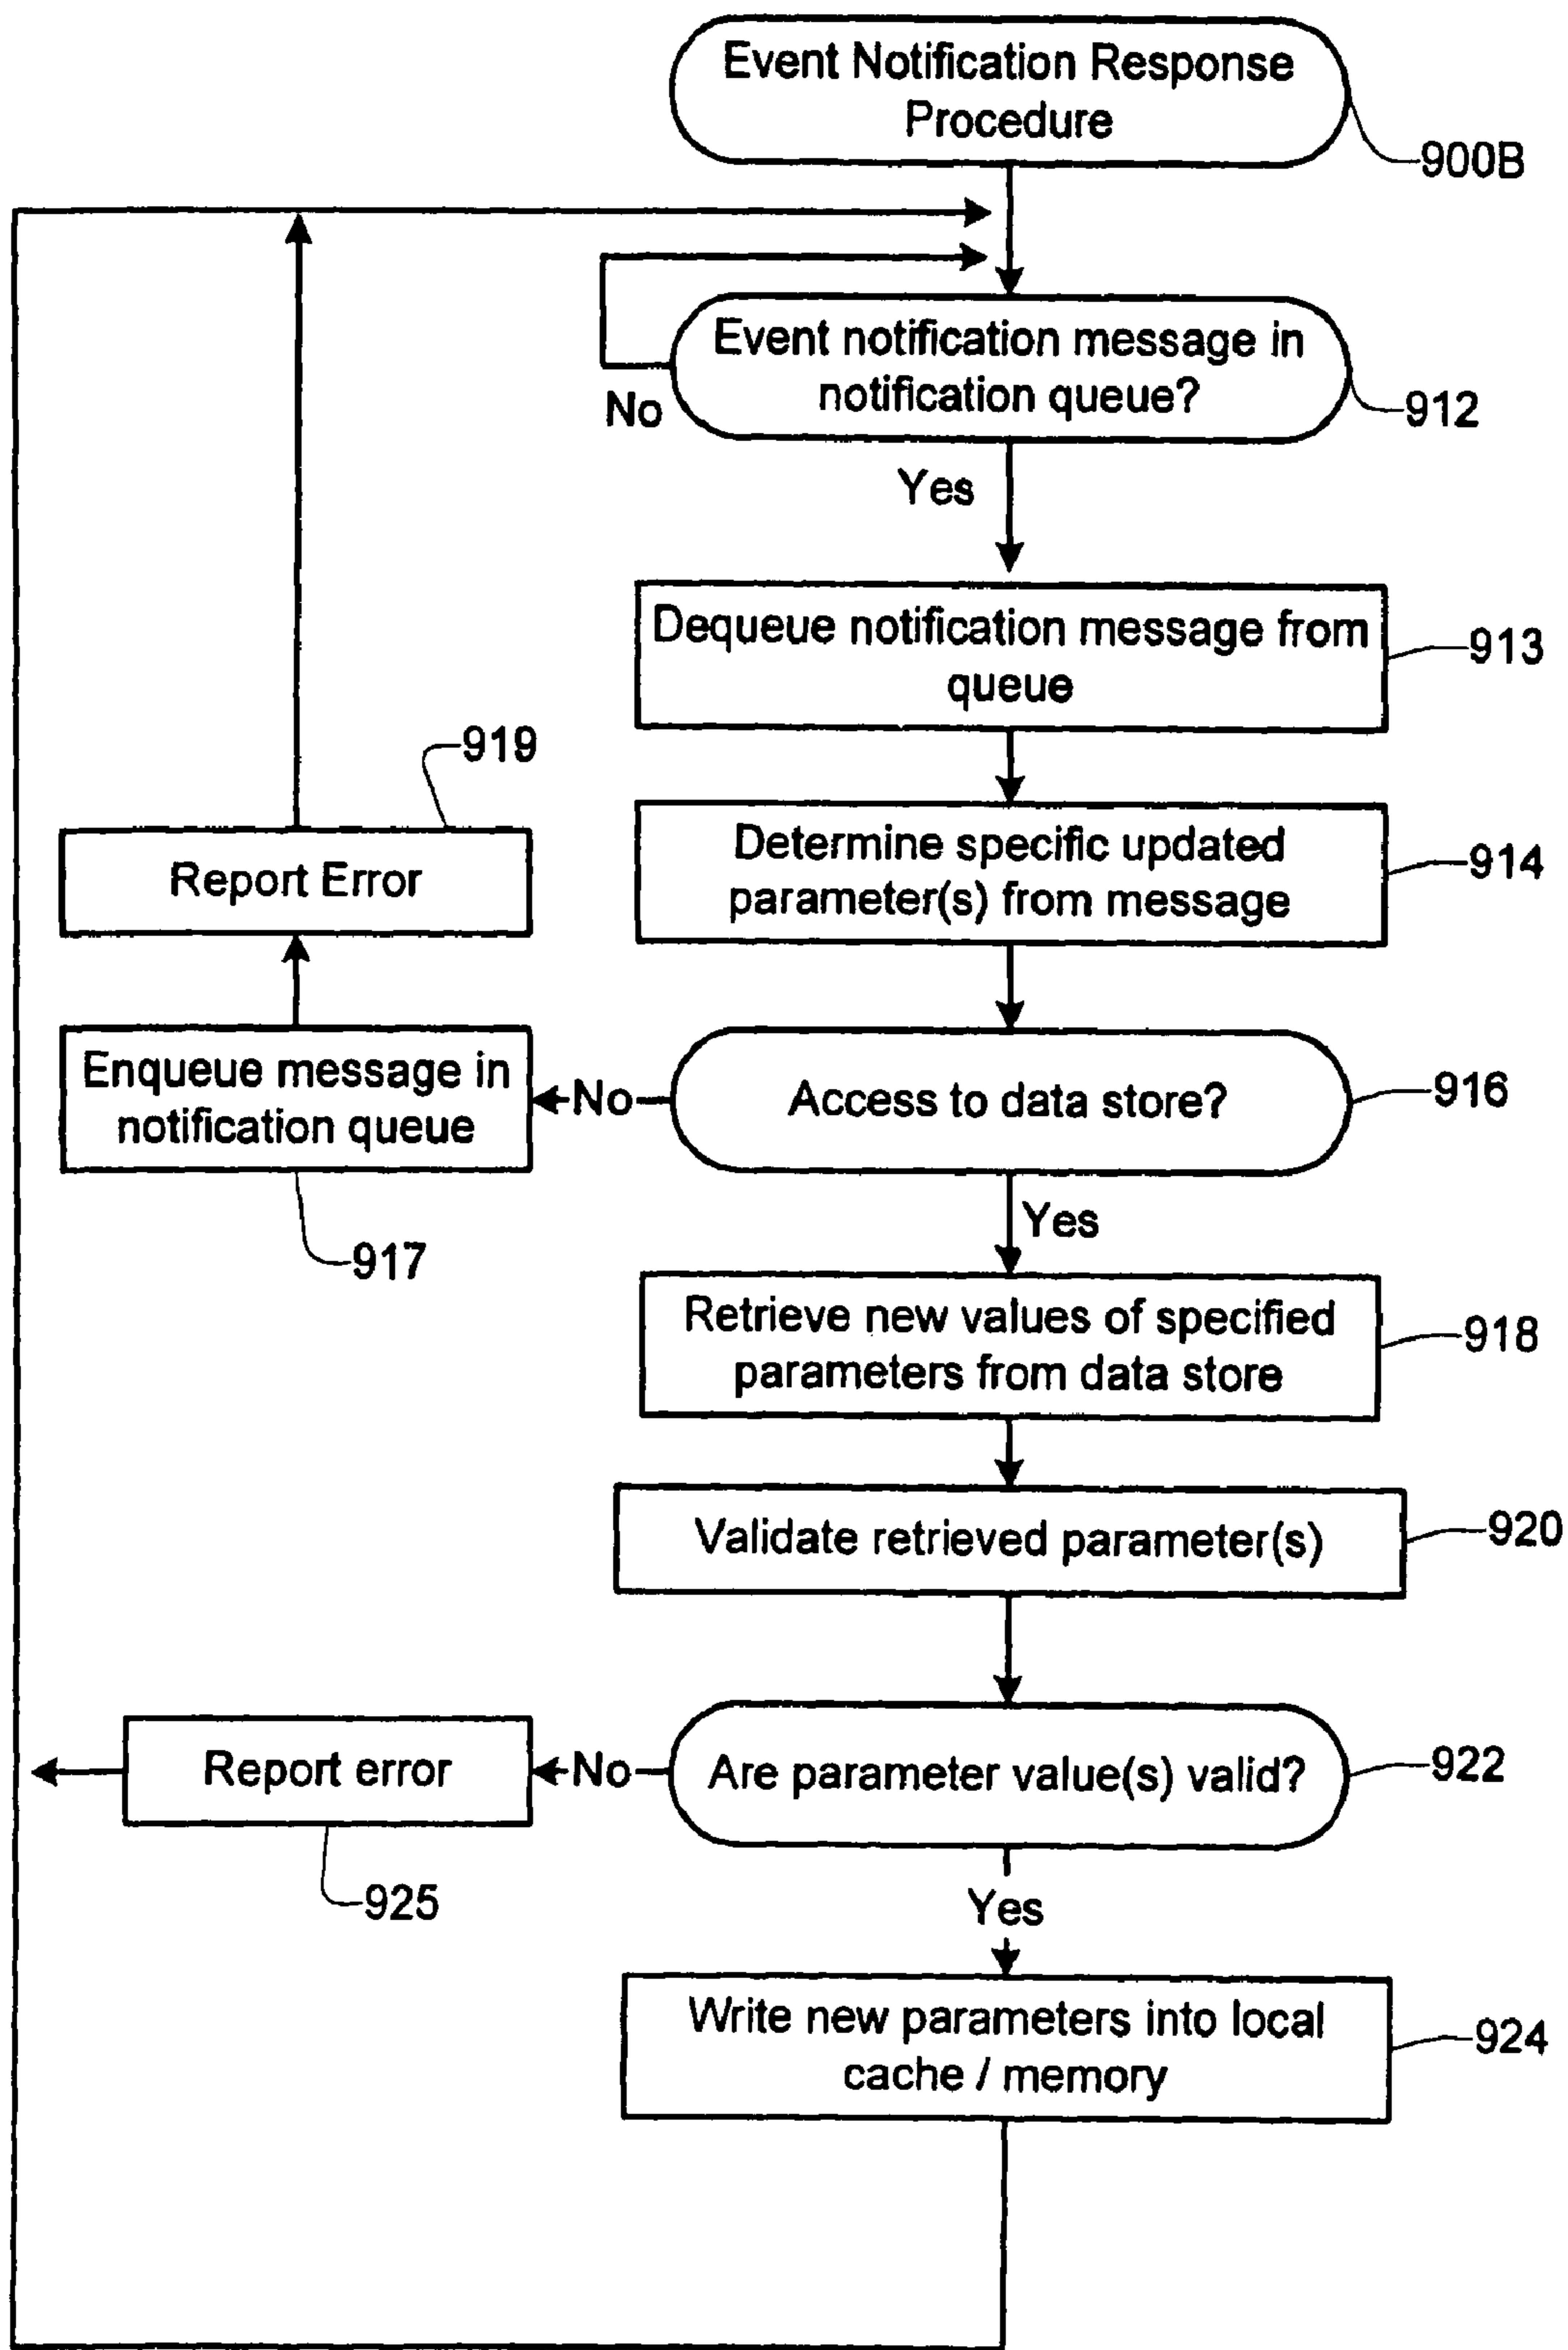 Event Notification Response
Procedure
900B
Event notification message in
notification queue?
912
No
Yes
Dequeue notification message from
queue
913
919
Report Error
Determine specific updated
parameter(s) from message
914
Enqueue message in
notification queue
917
No
Access to data store?
916
Yes
Retrieve new values of specified
parameters from data store
918
Validate retrieved parameter(s)
920
Report error
925
No
Are parameter value(s) valid?
922
Yes
Write new parameters into local
cache / memory
924